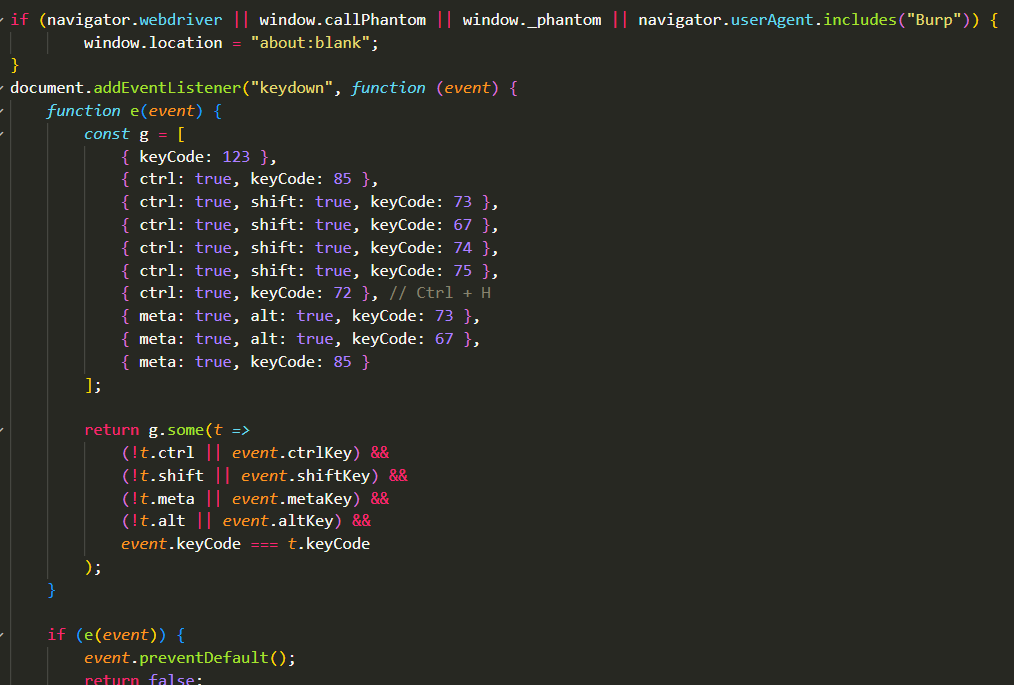 if (navigator.webdriver || window.callPhantom || window._phantom || navigator.userAgent.includes("Burp")) {
        window.location = "about:blank";
}
document.addEventListener("keydown", function (event) {
    function e(event) {
        const g = [
            { keyCode: 123 },
            { ctrl: true, keyCode: 85 },
            { ctrl: true, shift: true, keyCode: 73 },
            { ctrl: true, shift: true, keyCode: 67 },
            { ctrl: true, shift: true, keyCode: 74 },
            { ctrl: true, shift: true, keyCode: 75 },
            { ctrl: true, keyCode: 72 }, // Ctrl + H
            { meta: true, alt: true, keyCode: 73 },
            { meta: true, alt: true, keyCode: 67 },
            { meta: true, keyCode: 85 }
        ];

        return g.some(t =>
            (!t.ctrl || event.ctrlKey) &&
            (!t.shift || event.shiftKey) &&
            (!t.meta || event.metaKey) &&
            (!t.alt || event.altKey) &&
            event.keyCode === t.keyCode
        );
    }

    if (e(event)) {
        event.preventDefault();
        return false;